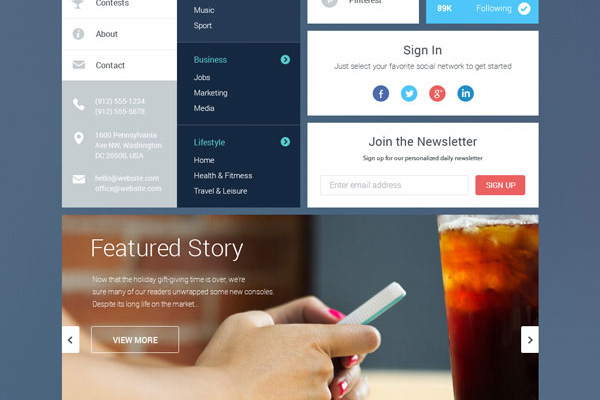 Contests
About
Contact
(912) 555-1234
(912) 555-5678
1600 Pennsylvania
Ave NW, Washington
DC 20500, USA
hello@website.com
office@website.com
Music
Sport
Business
Jobs
Marketing
Media
Lifestyle
Home
Health & Fitness
Travel & Leisure
Pinterest
89K Following
Sign In
Just select your favorite social network to get started
Join the Newsletter
Sign up for our personalized daily newsletter
Enter email address
SIGN UP
Featured Story
Now that the holiday gift-giving time is over, we're
sure many of our readers unwrapped some new consoles.
Despite its long life on the market...
VIEW MORE